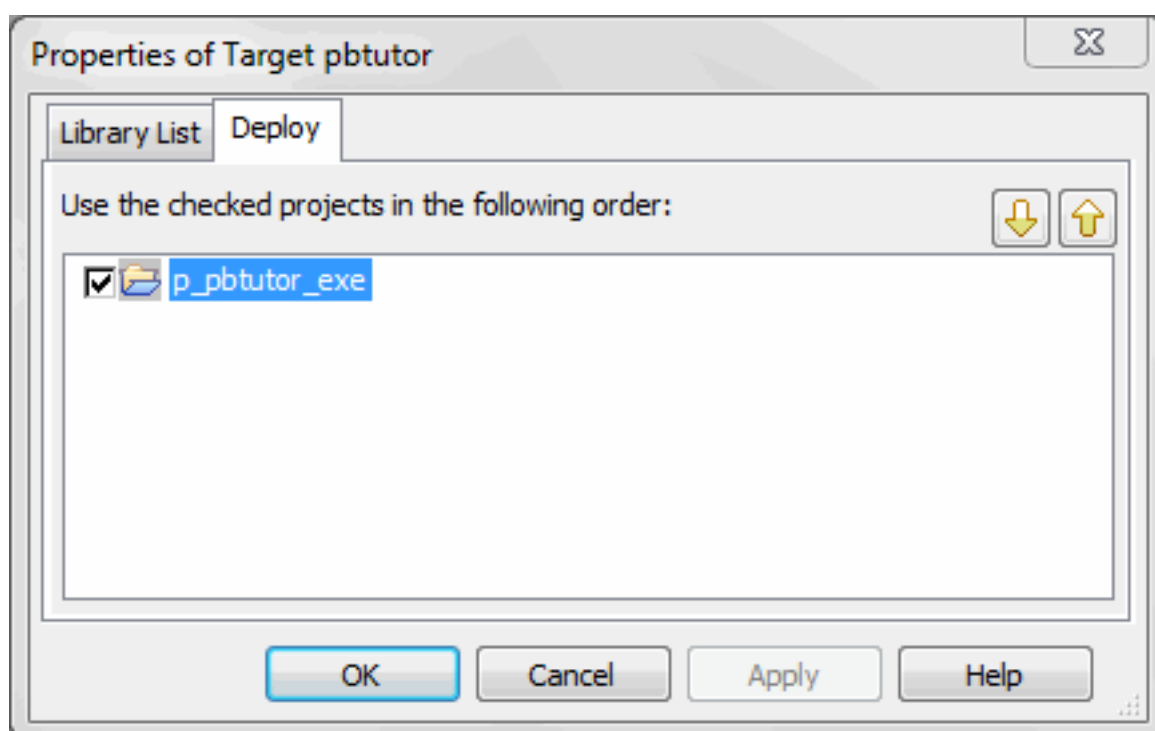 Properties of Target pbtutor
Library List Deploy
Use the checked projects in the following order:
p_pbtutor_exe
OK Cancel Apply Help